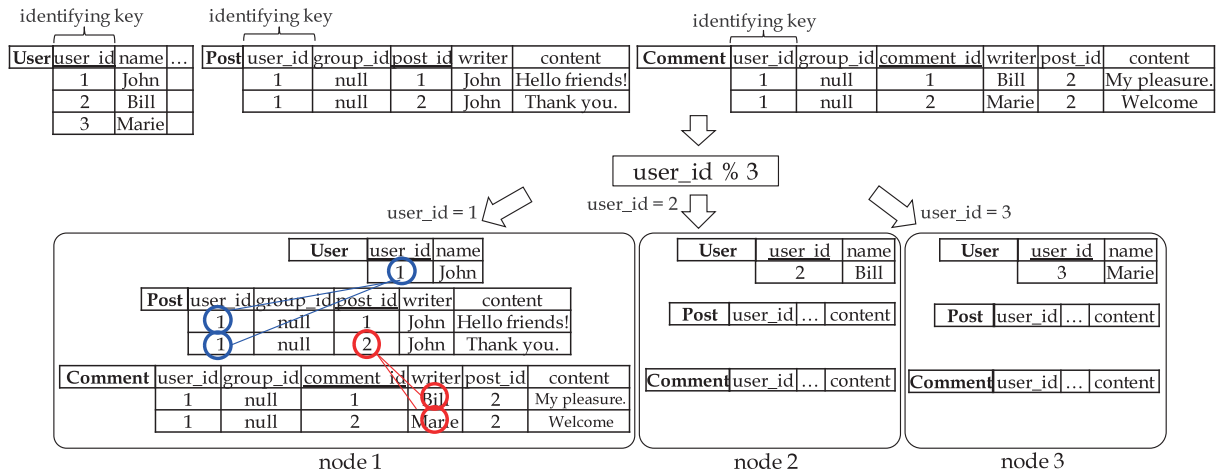 identifying key identifying key identifying key
User user_id name ...
1 John
2 Bill
3 Marie
Post user_id group_id post_id writer content
1 null 1 John Hello friends!
1 null 2 John Thank you.
Comment user_id group_id comment_id writer post_id content
1 null 1 Bill 2 My pleasure.
1 null 2 Marie 2 Welcome
user_id % 3
user_id = 1
user_id = 2
user_id = 3
User user_id name
1 John
Post user_id group_id post_id writer content
1 null 1 John Hello friends!
1 null 2 John Thank you.
Comment user_id group_id comment_id writer post_id content
1 null 1 Bill 2 My pleasure.
1 null 2 Marie 2 Welcome
node 1
User user_id name
2 Bill
Post user_id ... content
Comment user_id ... content
node 2
User user_id name
3 Marie
Post user_id ... content
Comment user_id ... content
node 3